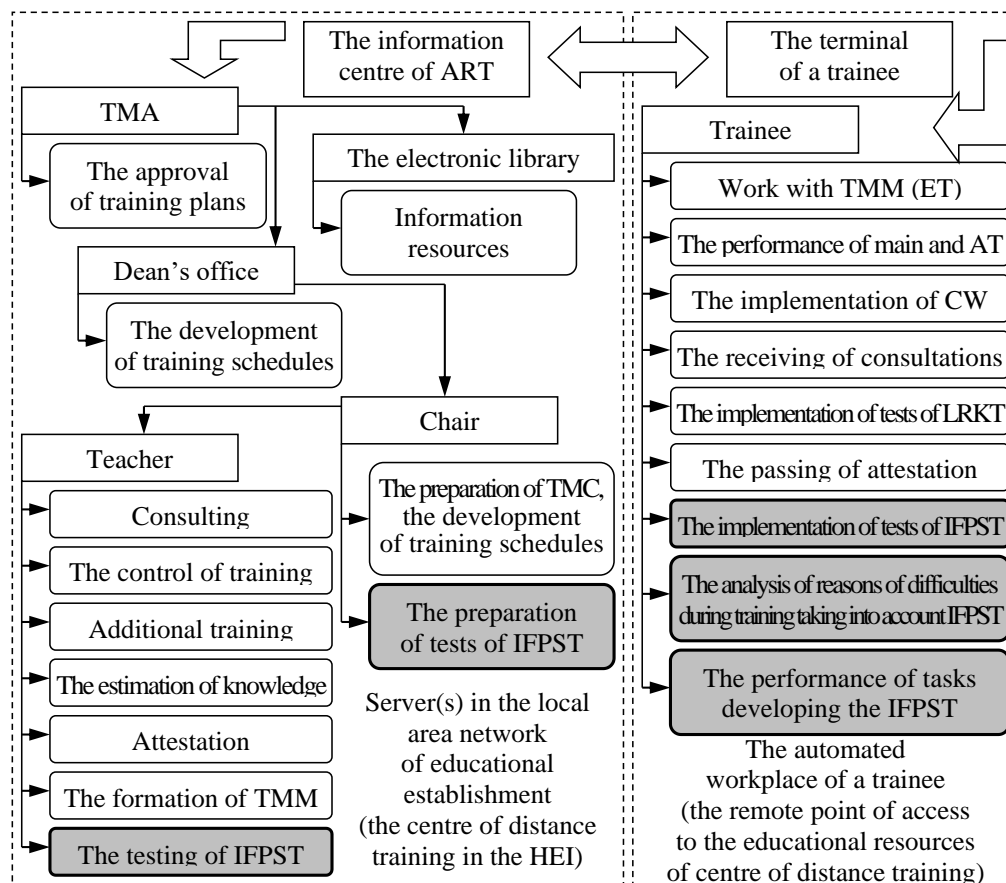 The information
centre of ART
TMA
The approval
of training plans
The electronic library
Information
resources
Dean's office
The development
of training schedules
Chair
Teacher
The preparation of TMC,
the development
of training schedules
The preparation
of tests of IFPST
Consulting
The control of training
Additional training
The estimation of knowledge
Attestation
The formation of TMM
The testing of IFPST
Server(s) in the local
area network
of educational
establishment
(the centre of distance
training in the HEI)
The terminal
of a trainee
Trainee
Work with TMM (ET)
The performance of main and AT
The implementation of CW
The receiving of consultations
The implementation of tests of LRKT
The passing of attestation
The implementation of tests of IFPST
The analysis of reasons of difficulties
during training taking into account IFPST
The performance of tasks
developing the IFPST
The automated
workplace of a trainee
(the remote point of access
to the educational resources
of centre of distance training)